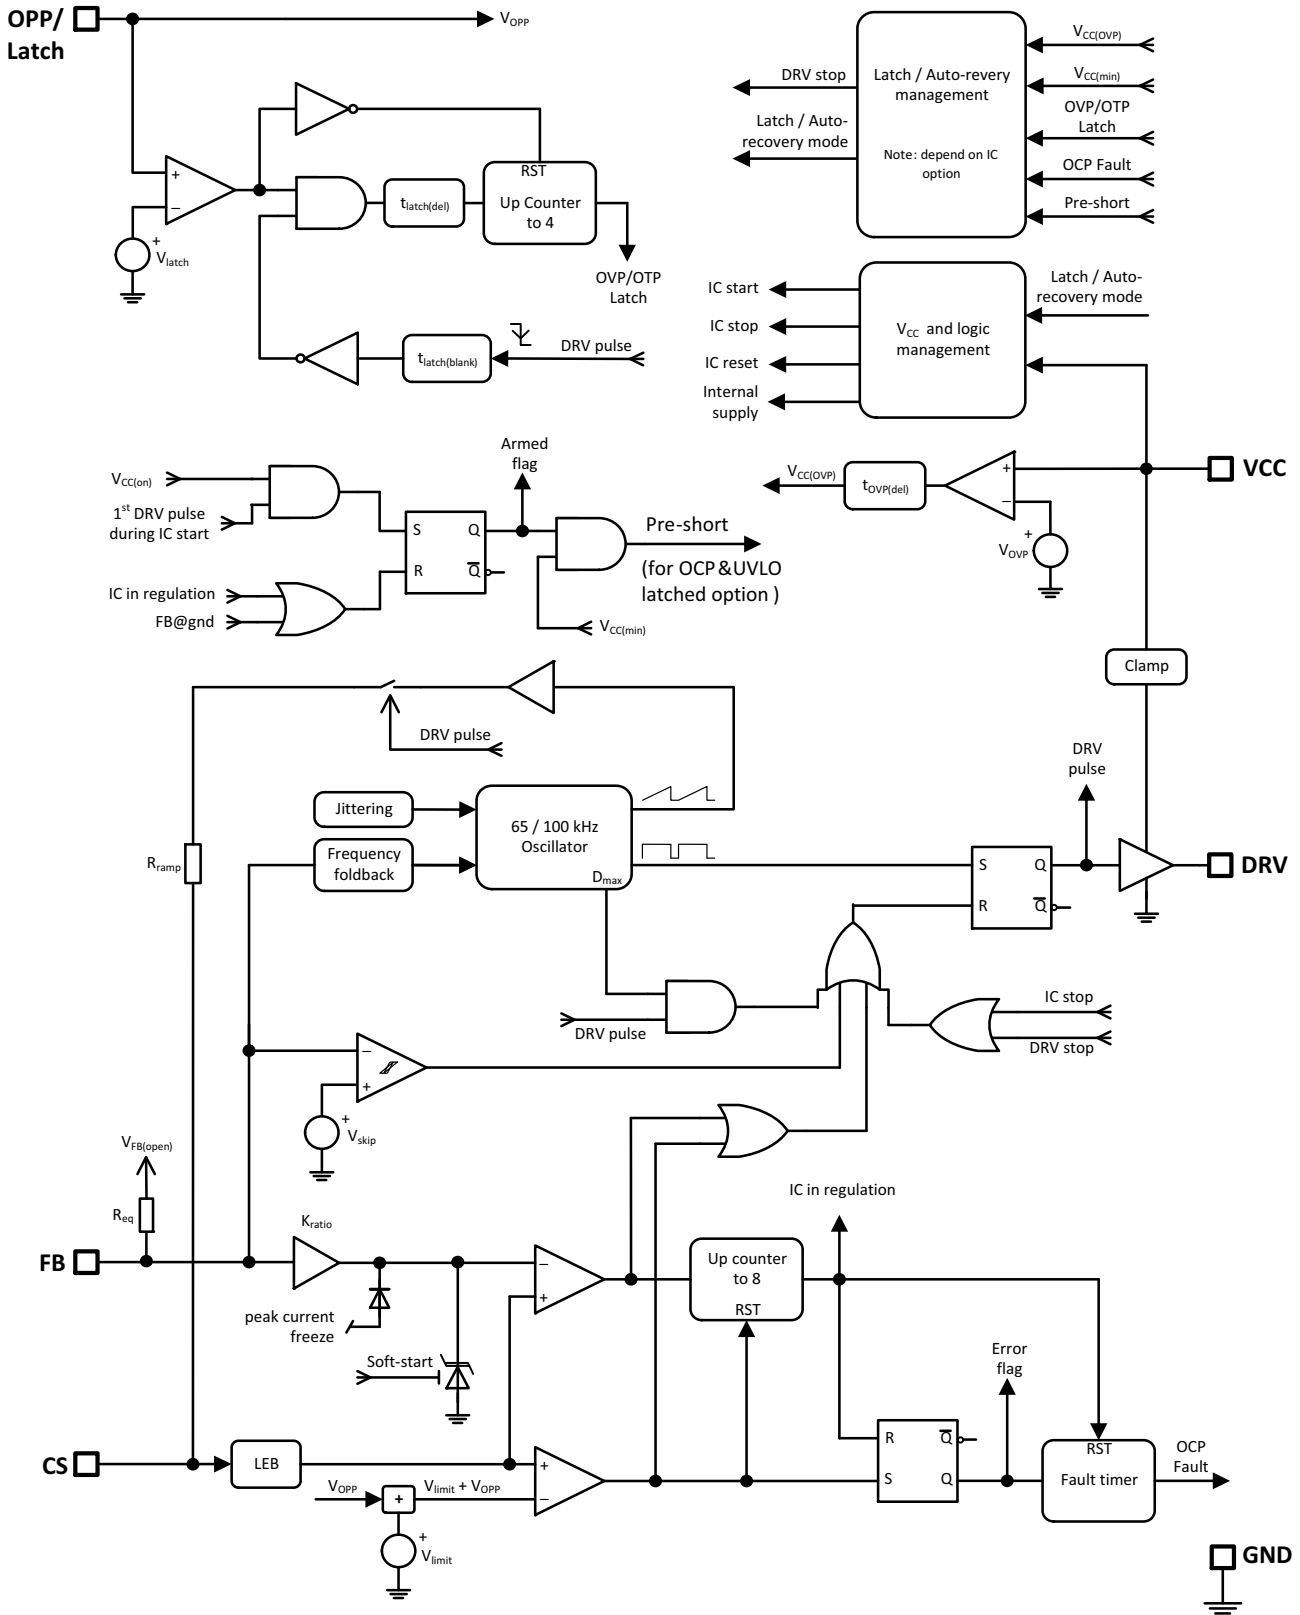 OPP/
Latch
VOPP
+
−
+
Vlatch
tlatch(del)
RST
Up Counter
to 4
OVP/OTP
Latch
tlatch(blank)
DRV pulse
DRV stop
Latch / Auto-
recovery mode
Latch / Auto-revery
management
Note: depend on IC
option
VCC(OVP)
VCC(min)
OVP/OTP
Latch
OCP Fault
Pre-short
IC start
IC stop
IC reset
Internal
supply
VCC and logic
management
Latch / Auto-
recovery mode
VCC(on)
1st DRV pulse
during IC start
IC in regulation
FB@gnd
S
R
Q
Q
Armed
flag
Pre-short
(for OCP&UVLO
latched option )
VCC(min)
VCC(OVP)
tOVP(del)
+
−
+
VOVP
VCC
Clamp
DRV pulse
Rramp
Jittering
Frequency
foldback
65 / 100 kHz
Oscillator
Dmax
S
R
Q
Q
DRV
pulse
DRV
DRV pulse
IC stop
DRV stop
−
+
+
Vskip
VFB(open)
Req
FB
Kratio
peak current
freeze
Soft-start
−
+
Up counter
to 8
RST
IC in regulation
CS
LEB
VOPP
+
Vlimit + VOPP
+
Vlimit
+
−
R
S
Q
Q
Error
flag
RST
Fault timer
OCP
Fault
GND